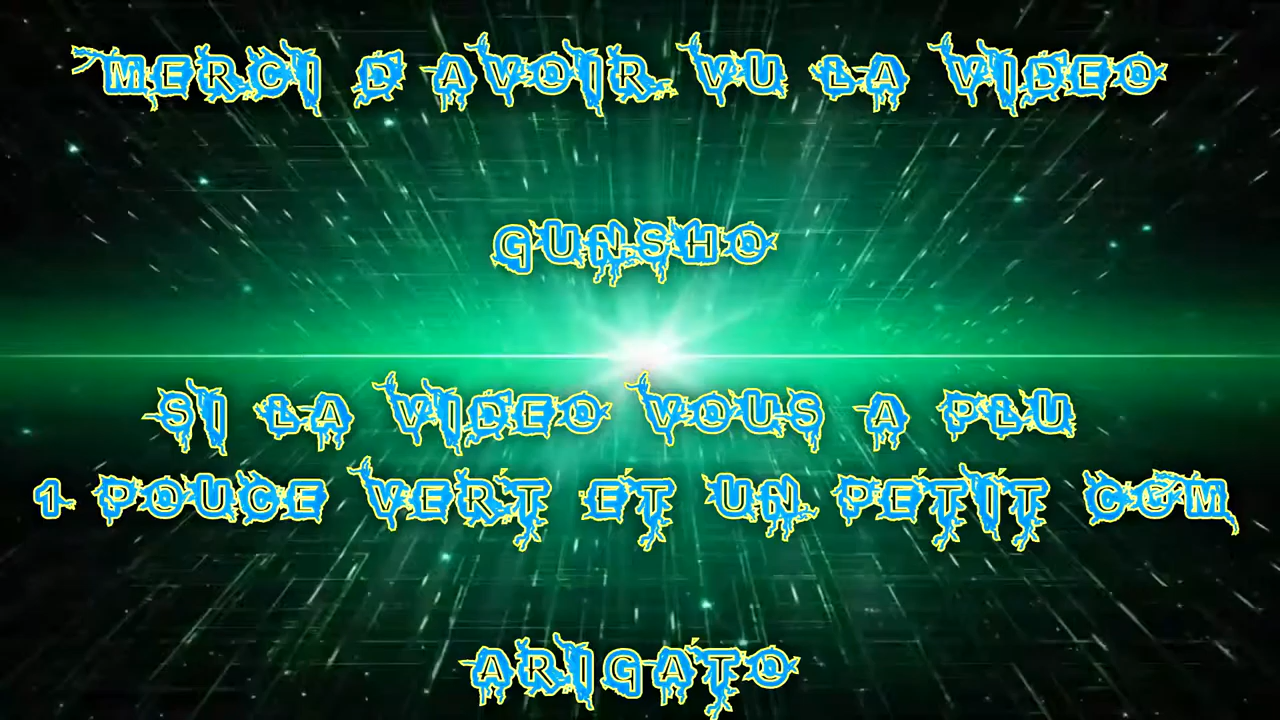 MERCI D AVOIR VU LA VIDEO
GUNSHO
SI LA VIDEO VOUS A PLU
1 POUCE VERT ET UN PETIT COM
ARIGATO